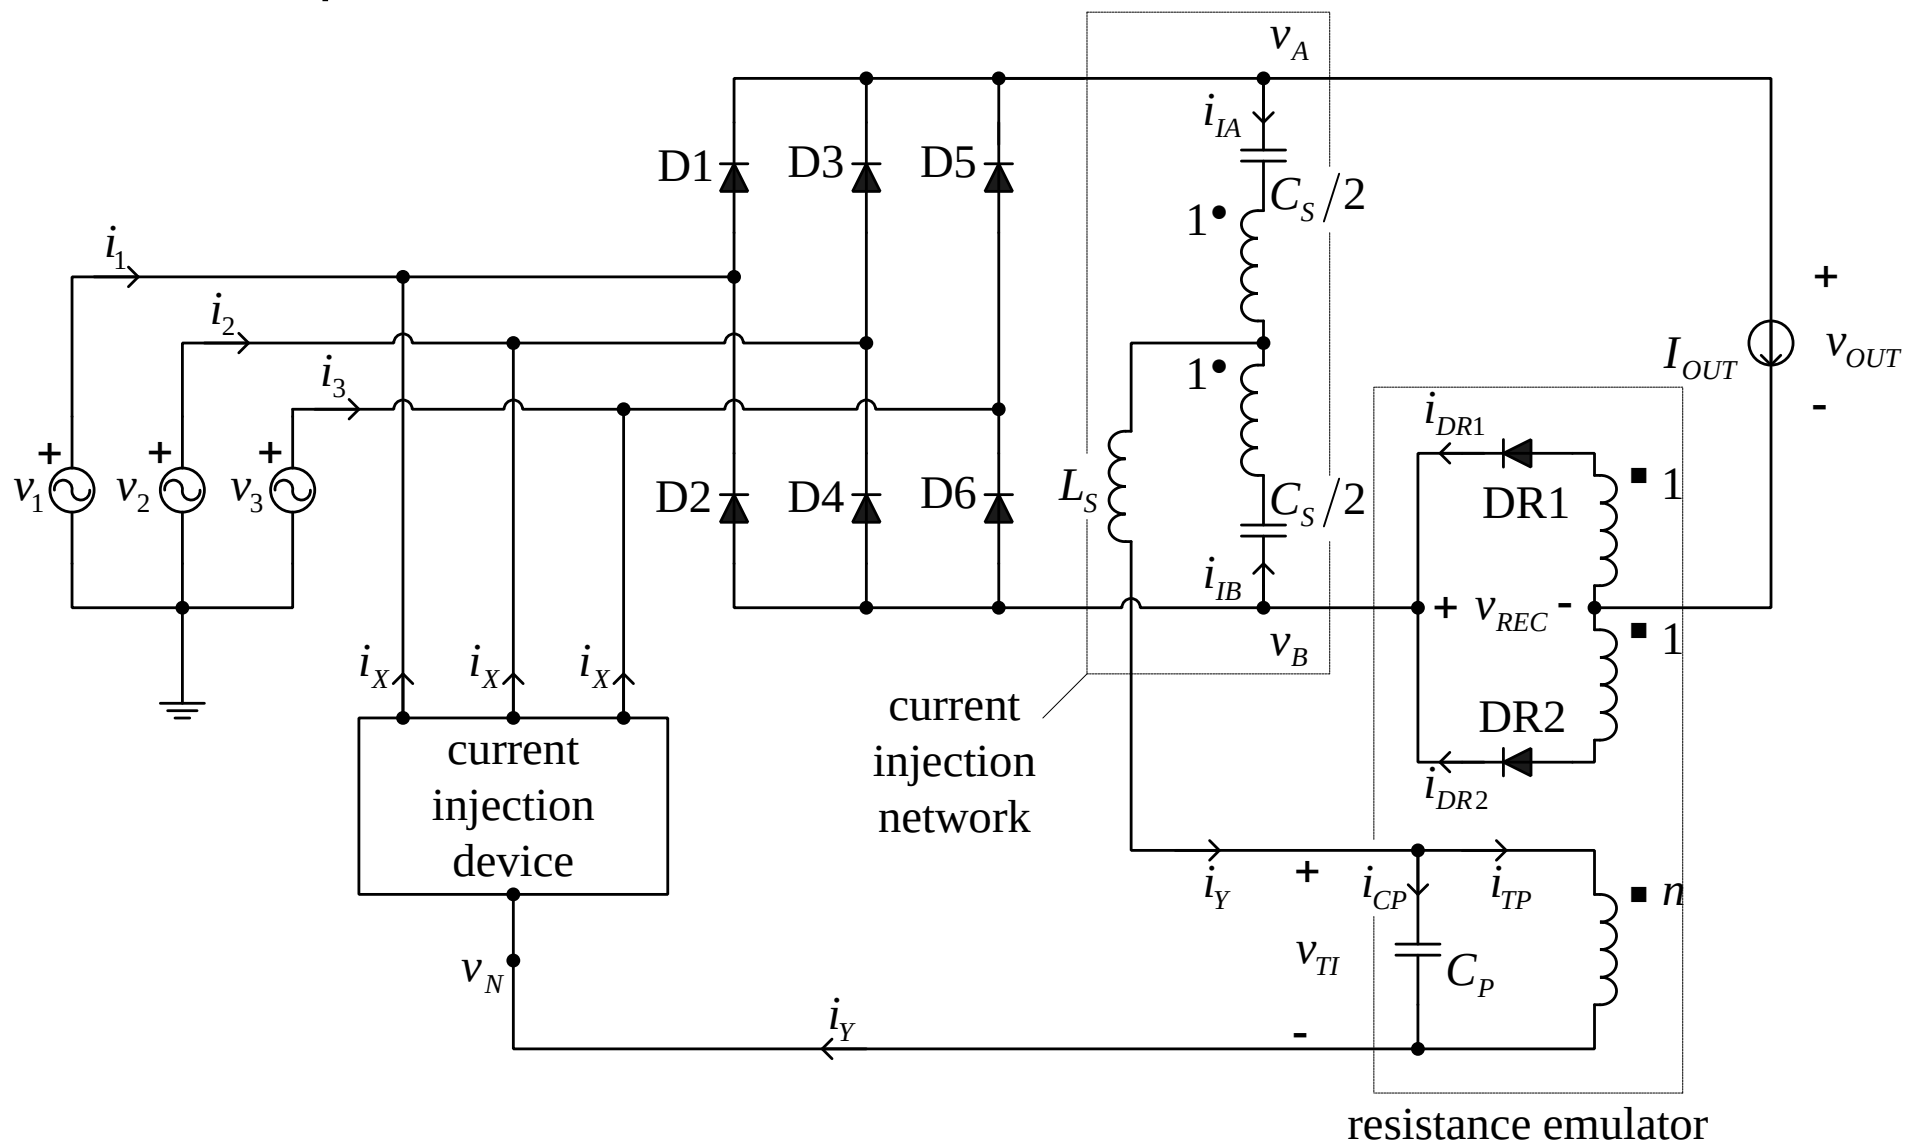 v_A
i_IA
C_S/2
D1
D3
D5
1
i_1
i_2
i_3
+
v_OUT
-
I_OUT
1
+
+
+
v_1
v_2
v_3
D2
D4
D6
L_S
C_S/2
i_IB
v_B
i_DR1
DR1
1
+ v_REC -
1
DR2
i_DR2
i_X
i_X
i_X
current
injection
device
current
injection
network
i_Y
+
i_CP
i_TP
n
v_TI
C_P
-
v_N
i_Y
resistance emulator